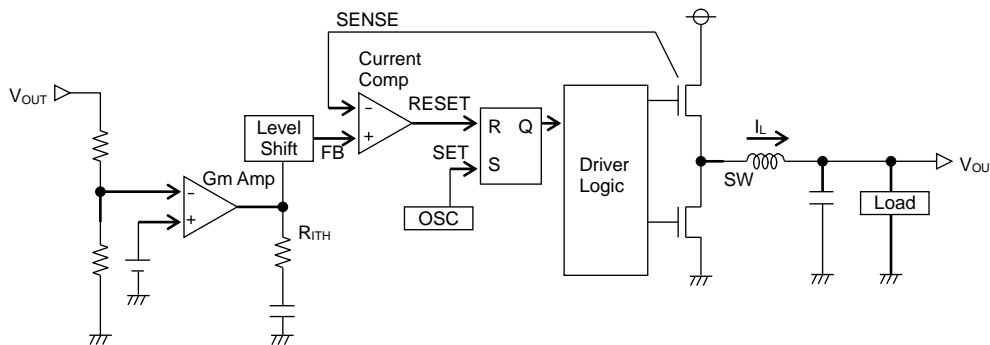 SENSE
Current
Comp
VOUT
RESET
Level
Shift
R Q
IL
FB
SET
S
Driver
Logic
SW
VOU
Gm Amp
OSC
Load
RITH
-
+
-
+